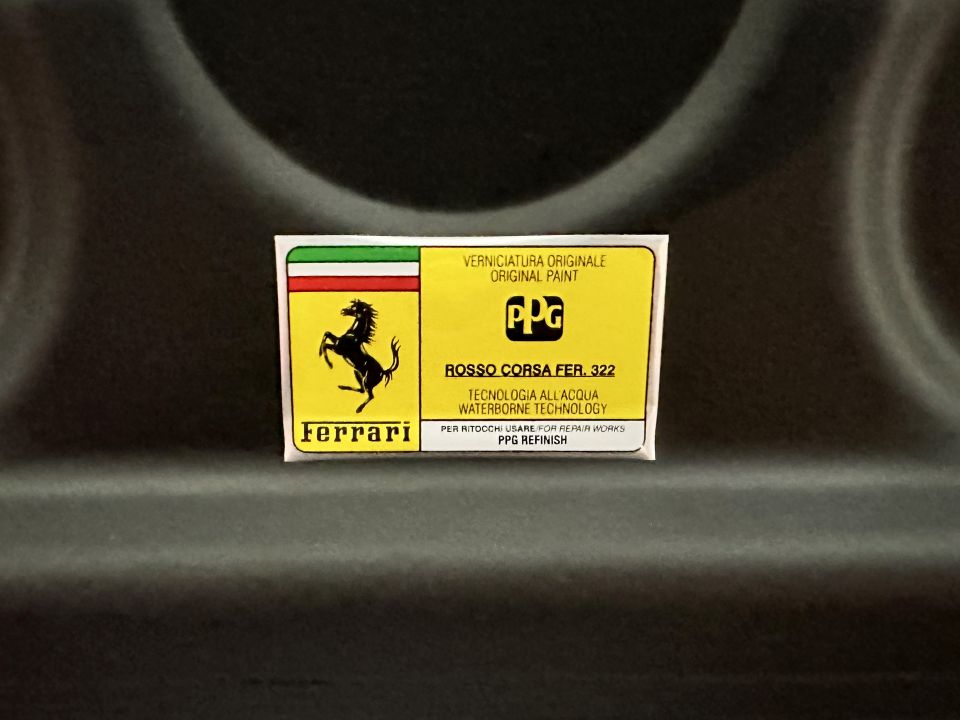 VERNICIATURA ORIGINALE
ORIGINAL PAINT
PPG
ROSSO CORSA FER. 322
TECNOLOGIA ALL'ACQUA
WATERBORNE TECHNOLOGY
Ferrari
PER RITOCCHI USARE/FOR REPAIR WORKS
PPG REFINISH